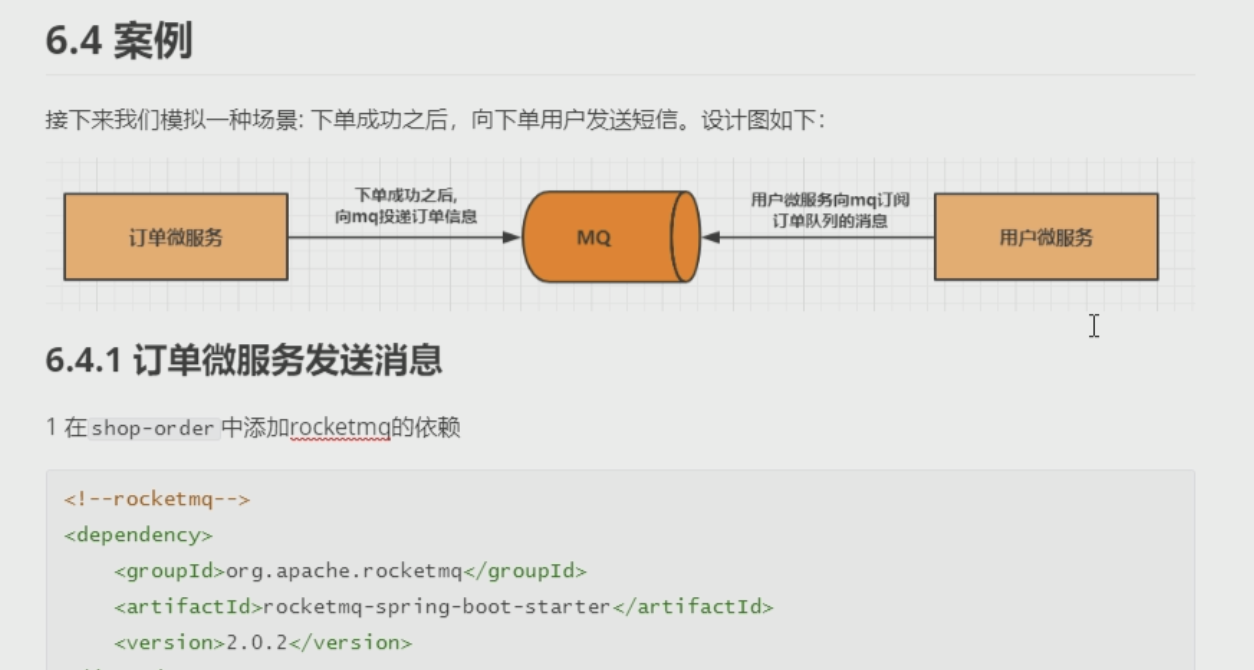 6.4 案例
接下来我们模拟一种场景: 下单成功之后，向下单用户发送短信。设计图如下：
订单微服务
下单成功之后,
向mq投递订单信息
MQ
用户微服务向mq订阅
订单队列的消息
用户微服务
6.4.1 订单微服务发送消息
1 在shop-order中添加rocketmq的依赖
<!--rocketmq-->
<dependency>
<groupId>org.apache.rocketmq</groupId>
<artifactId>rocketmq-spring-boot-starter</artifactId>
<version>2.0.2</version>